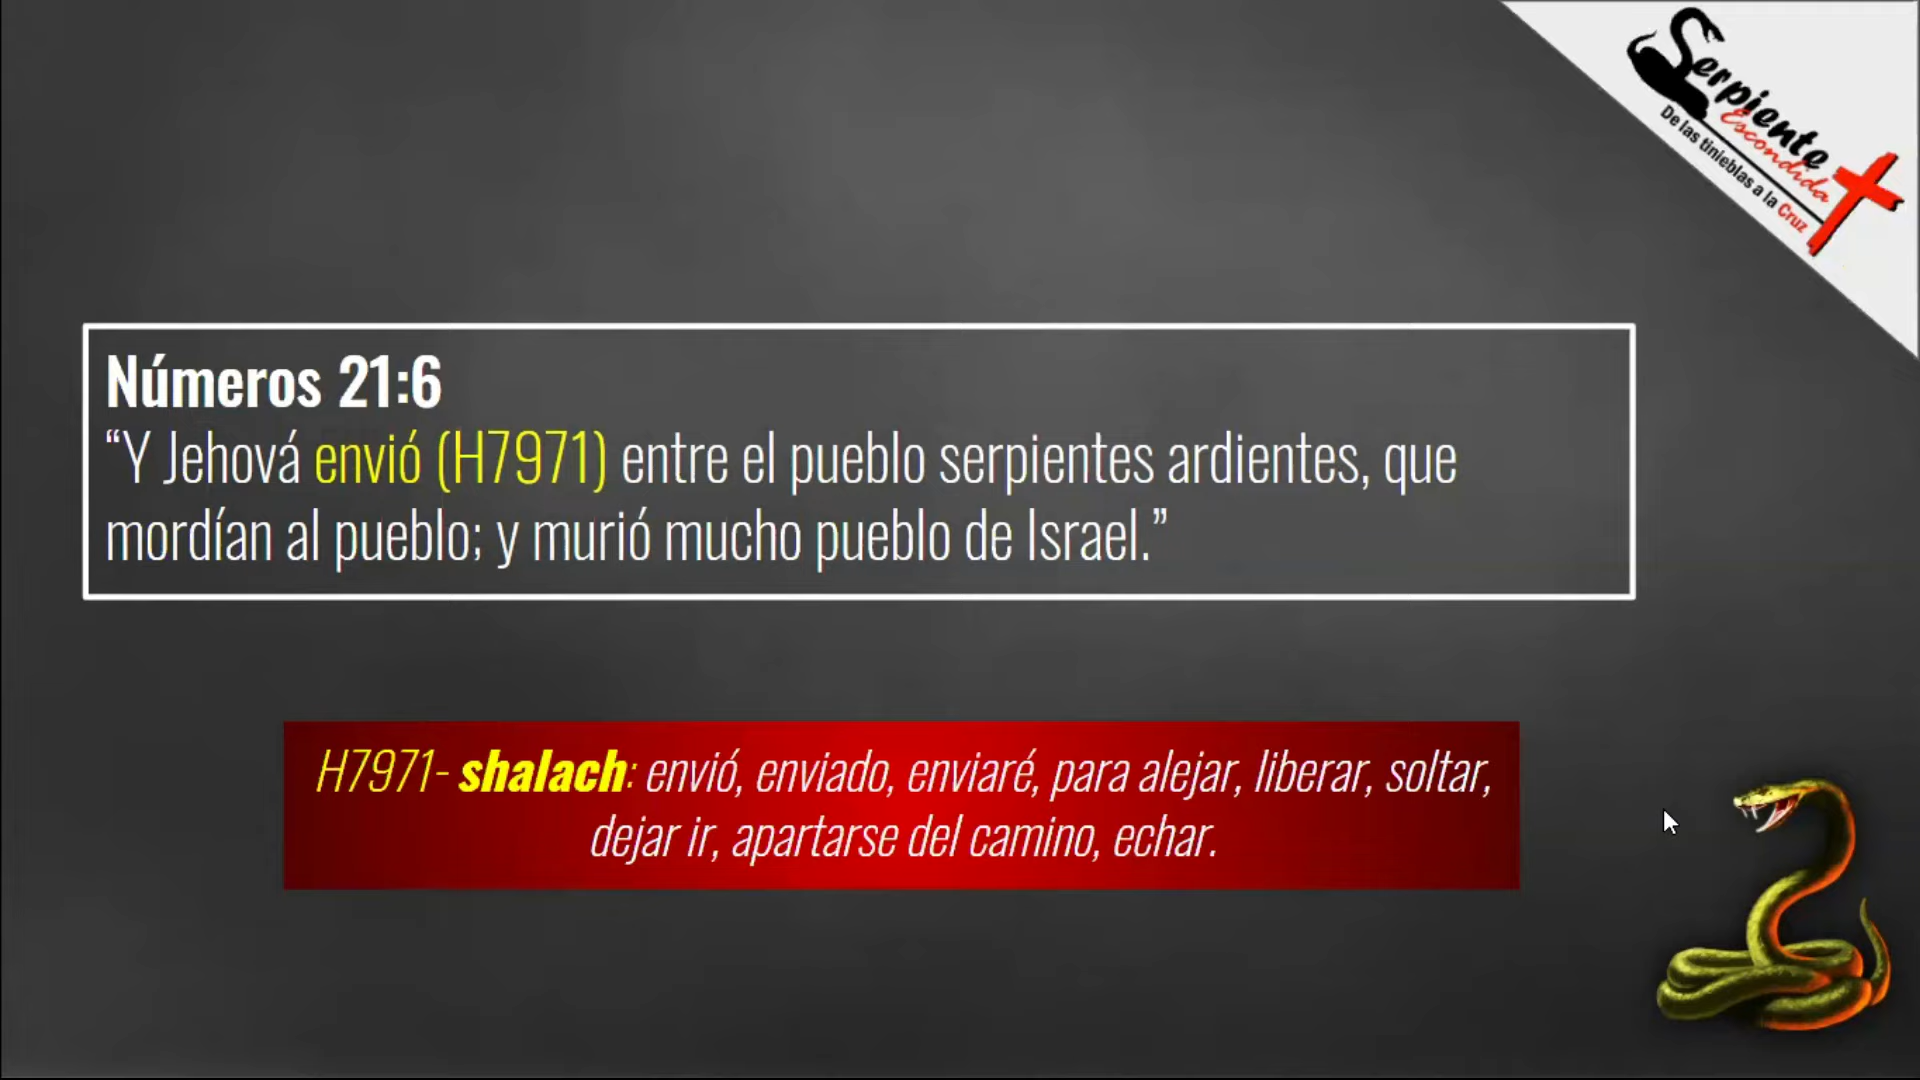 Serpiente
Escondida
De las tinieblas a la Cruz
Números 21:6
“Y Jehová envió (H7971) entre el pueblo serpientes ardientes, que
mordían al pueblo; y murió mucho pueblo de Israel.”
H7971- shalach: envió, enviado, enviaré, para alejar, liberar, soltar,
dejar ir, apartarse del camino, echar.